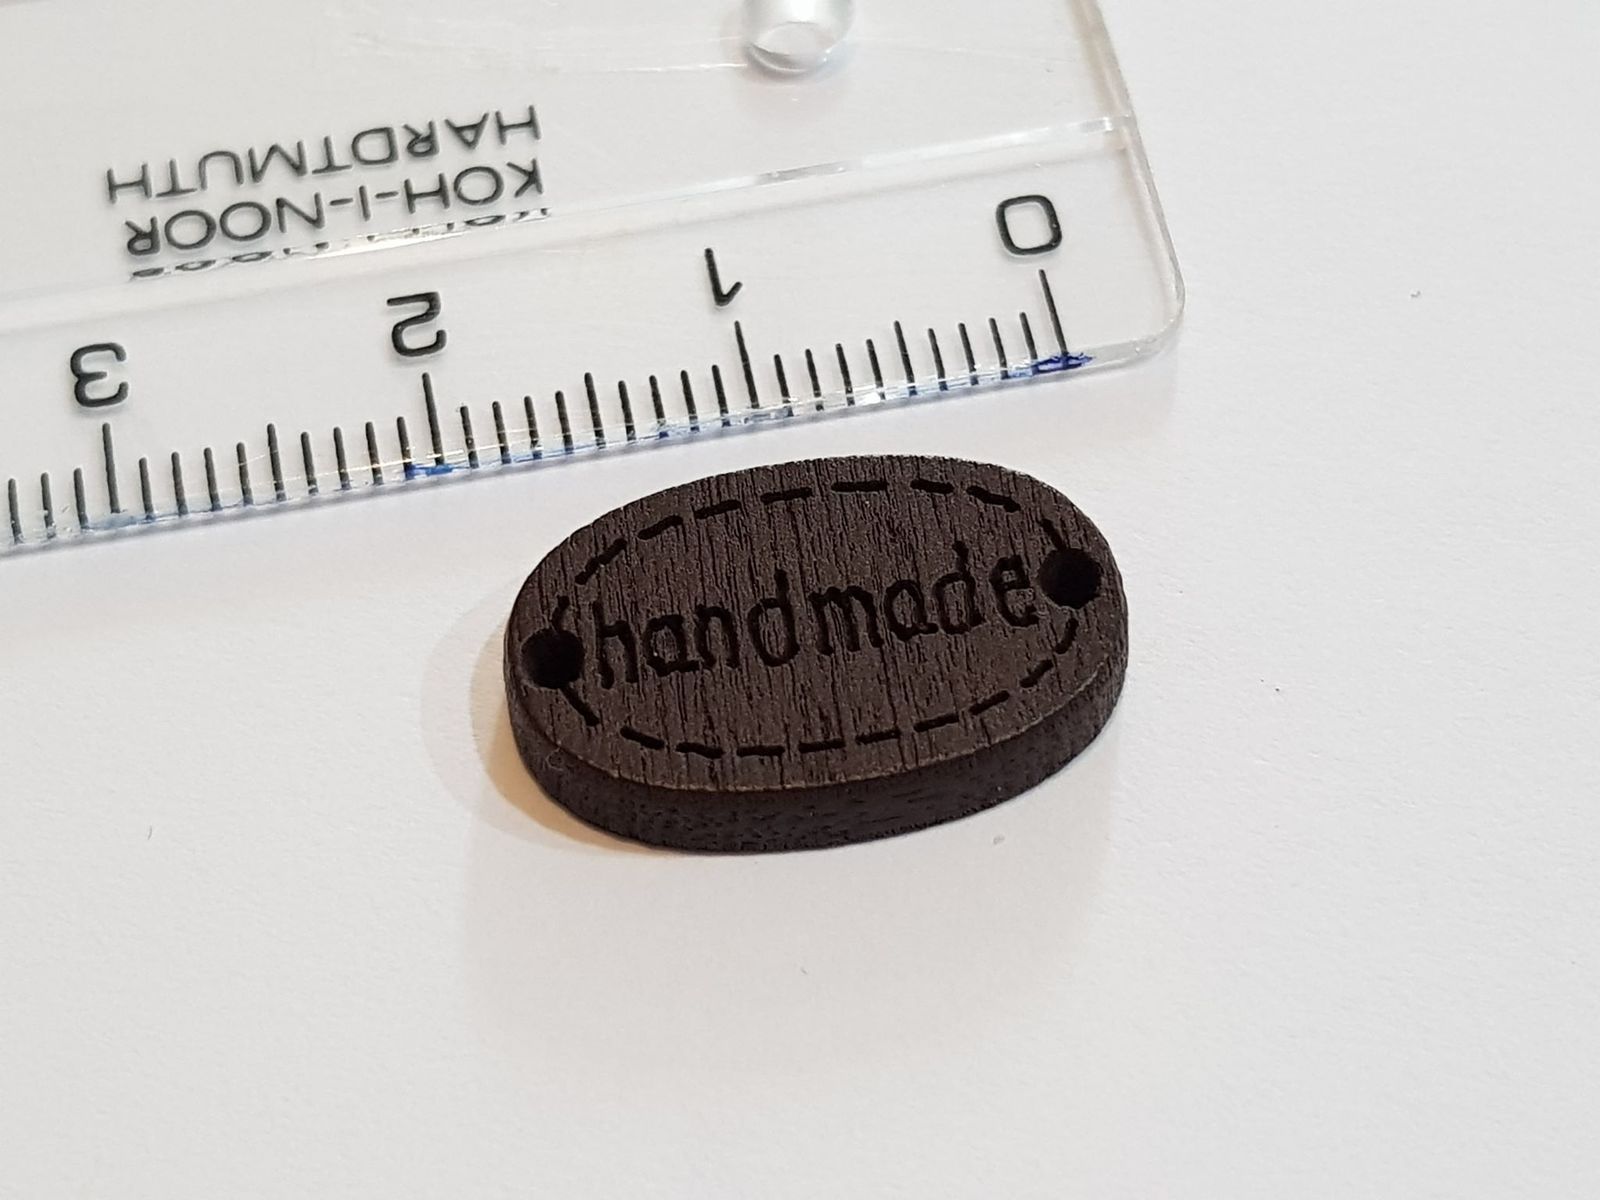 KOH-I-NOOR
HARDTMUTH
0 1 2 3
handmade